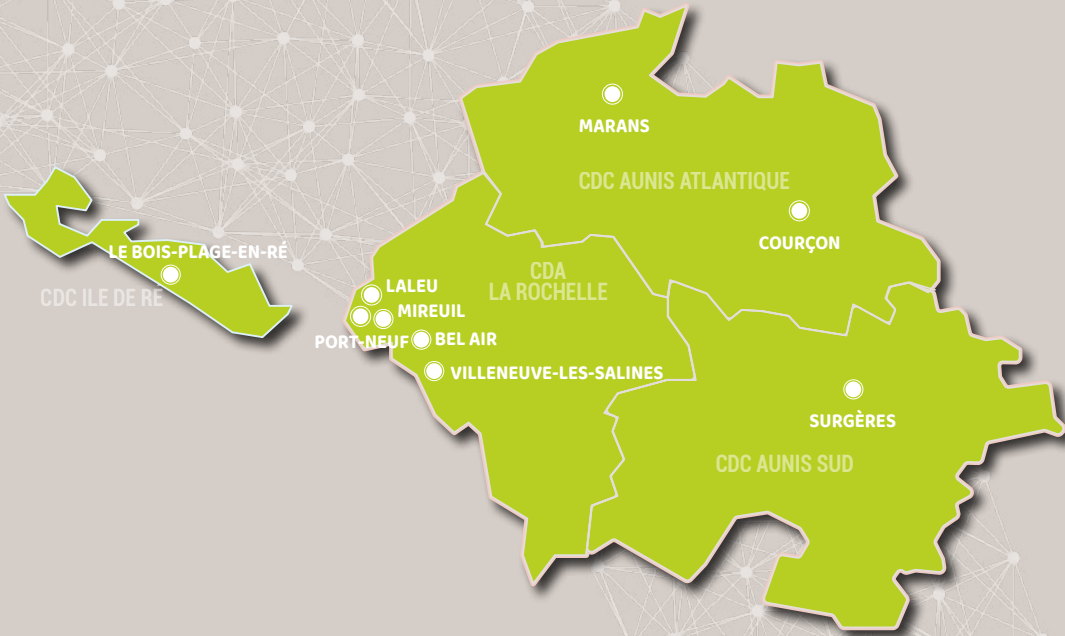 MARANS
CDC AUNIS ATLANTIQUE
COURÇON
LE BOIS-PLAGE-EN-RÉ
CDC ILE DE RÉ
CDA
LA ROCHELLE
LALEU
MIREUIL
PORT-NEUF
BEL AIR
VILLENEUVE-LES-SALINES
SURGÈRES
CDC AUNIS SUD